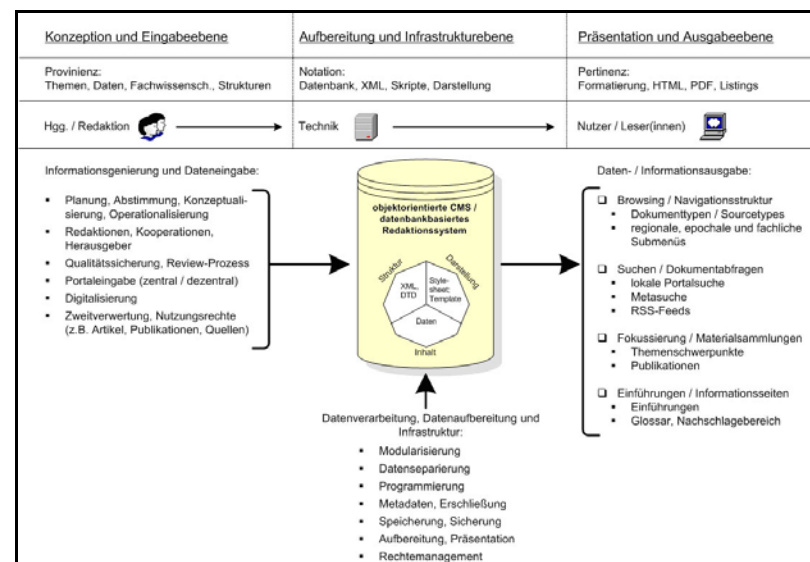 Konzeption und Eingabeebene
Aufbereitung und Infrastrukturebene
Präsentation und Ausgabeebene
Provinienz:
Themen, Daten, Fachwissensch., Strukturen
Notation:
Datenbank, XML, Skripte, Darstellung
Pertinenz:
Formatierung, HTML, PDF, Listings
Hgg. / Redaktion
Technik
Nutzer / Leser(innen)
Informationsgenierung und Dateneingabe:
▪ Planung, Abstimmung, Konzeptuali-
sierung, Operationalisierung
▪ Redaktionen, Kooperationen,
Herausgeber
▪ Qualitätssicherung, Review-Prozess
▪ Portaleingabe (zentral / dezentral)
▪ Digitalisierung
▪ Zweitverwertung, Nutzungsrechte
(z.B. Artikel, Publikationen, Quellen)
objektorientierte CMS /
datenbankbasiertes
Redaktionssystem
Struktur
Darstellung
XML,
DTD
Style-
sheet:
Template
Daten
Inhalt
Datenverarbeitung, Datenaufbereitung und
Infrastruktur:
▪ Modularisierung
▪ Datenseparierung
▪ Programmierung
▪ Metadaten, Erschließung
▪ Speicherung, Sicherung
▪ Aufbereitung, Präsentation
▪ Rechtemanagement
Daten- / Informationsausgabe:
❑ Browsing / Navigationsstruktur
▪ Dokumenttypen / Sourcetypes
▪ regionale, epochale und fachliche
Submenüs
❑ Suchen / Dokumentabfragen
▪ lokale Portalsuche
▪ Metasuche
▪ RSS-Feeds
❑ Fokussierung / Materialsammlungen
▪ Themenschwerpunkte
▪ Publikationen
❑ Einführungen / Informationsseiten
▪ Einführungen
▪ Glossar, Nachschlagebereich